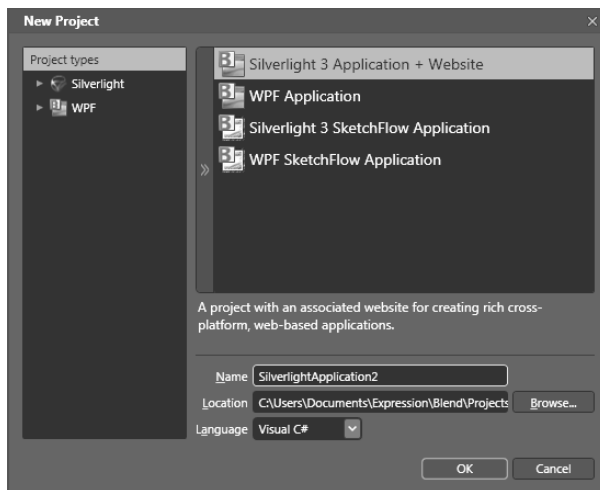 New Project
Project types
Silverlight
WPF
Silverlight 3 Application + Website
WPF Application
Silverlight 3 SketchFlow Application
WPF SketchFlow Application
A project with an associated website for creating rich cross-
platform, web-based applications.
Name SilverlightApplication2
Location C:\Users\Documents\Expression\Blend\Projects Browse...
Language Visual C#
OK Cancel